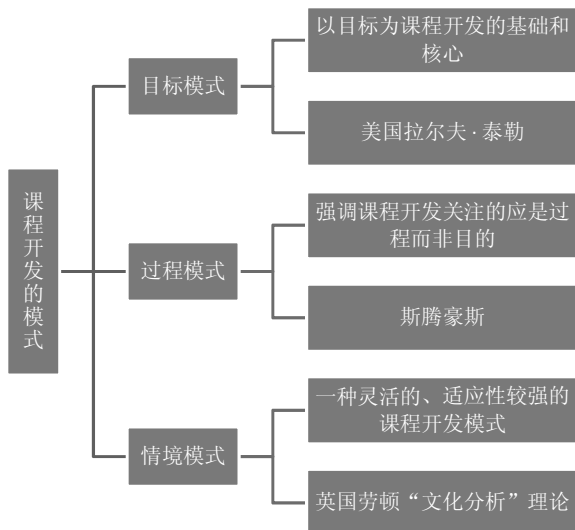 课程开发的模式
目标模式
以目标为课程开发的基础和
核心
美国拉尔夫·泰勒
过程模式
强调课程开发关注的应是过
程而非目的
斯腾豪斯
情境模式
一种灵活的、适应性较强的
课程开发模式
英国劳顿“文化分析”理论